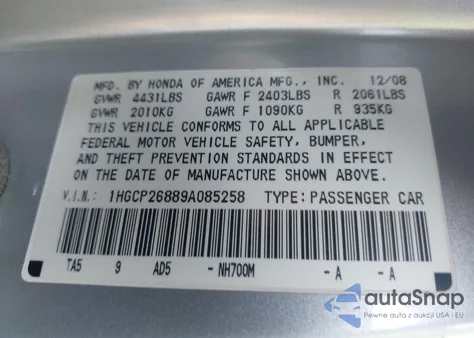 MFD. BY HONDA OF AMERICA MFG., INC. 12/08
GVWR 4431LBS GAWR F 2403LBS R 2061LBS
GVWR 2010KG GAWR F 1090KG R 935KG
THIS VEHICLE CONFORMS TO ALL APPLICABLE
FEDERAL MOTOR VEHICLE SAFETY, BUMPER,
AND THEFT PREVENTION STANDARDS IN EFFECT
ON THE DATE OF MANUFACTURE SHOWN ABOVE.
V.I.N.: 1HGCP26889A085258 TYPE: PASSENGER CAR
TA5 9 AD5 - NH700M - A - A
autoSnap
Pewne auta z aukcji USA - EU